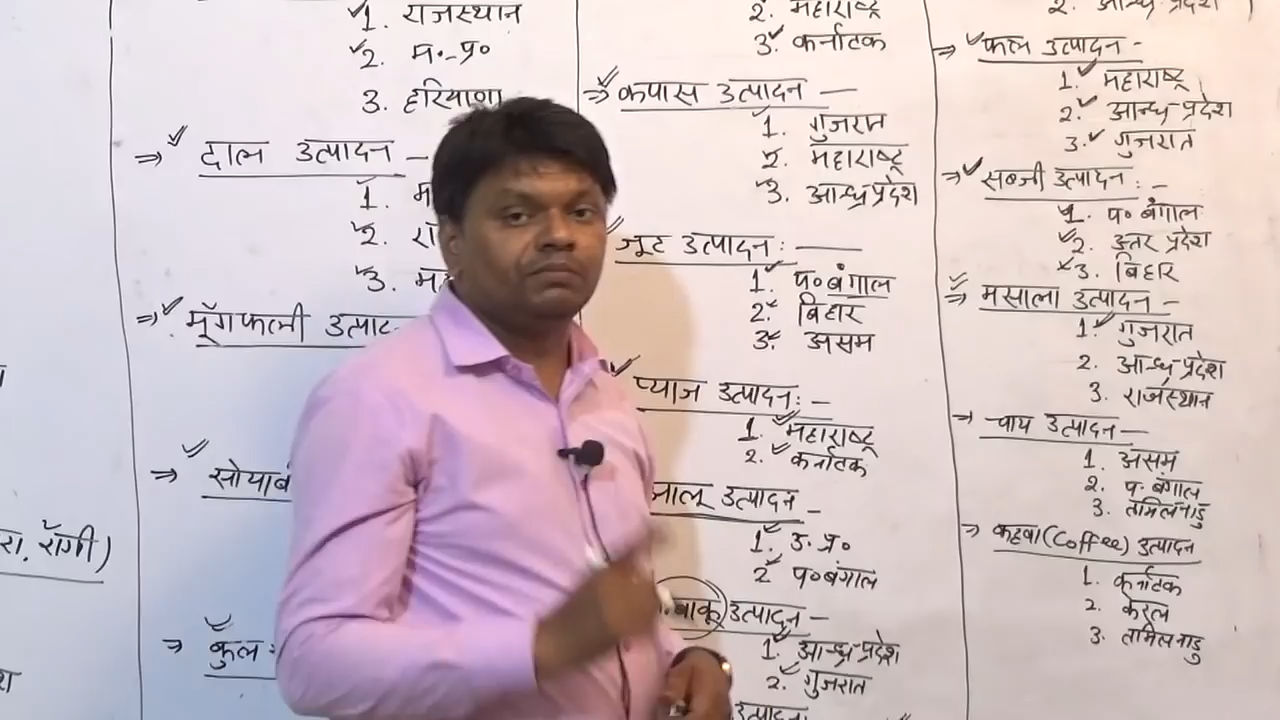 1. राजस्थान
2. म॰-प्र॰
3. हरियाणा
⇒ दाल उत्पादन –
1. म
2. रा
3. मह
⇒ मूँगफली उत्पाद
⇒ सोयाबी
⇒ कुल
रा, रॉगी)
2. महाराष्ट्र
3. कर्नाटक
⇒ कपास उत्पादन –
1. गुजरात
2. महाराष्ट्र
3. आन्ध्रप्रदेश
जूट उत्पादन : –
1. प॰ बंगाल
2. बिहार
3. असम
प्याज उत्पादन: –
1. महाराष्ट्र
2. कर्नाटक
आलू उत्पादन –
1. उ. प्र॰
2 प॰ बंगाल
म्बाकू उत्पादन –
1. आन्ध्र-प्रदेश
2. गुजरात
उत्पादन
2. आन्ध्र-प्रदेश
⇒ फल उत्पादन –
1. महाराष्ट्र
2. आन्ध्र-प्रदेश
3. गुजरात
⇒ सब्जी उत्पादन : –
1. प॰ बंगाल
2. उत्तर प्रदेश
3. बिहार
⇒ मसाला उत्पादन –
1. गुजरात
2. आन्ध्र-प्रदेश
3. राजस्थान
→ चाय उत्पादन –
1. असम
2. प. बंगाल
3. तामिलनाडु
⇒ कहवा (Coffee) उत्पादन
1. कर्नाटक
2. केरल
3. तामिलनाडु